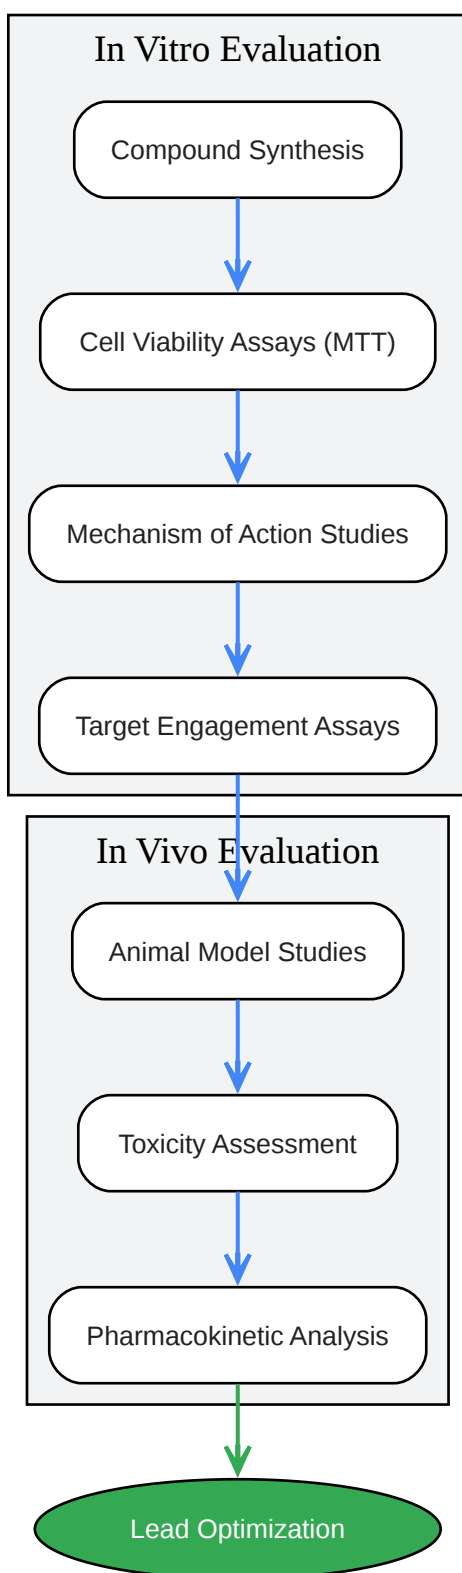 In Vitro Evaluation
Compound Synthesis
Cell Viability Assays (MTT)
Mechanism of Action Studies
Target Engagement Assays
In Vivo Evaluation
Animal Model Studies
Toxicity Assessment
Pharmacokinetic Analysis
Lead Optimization